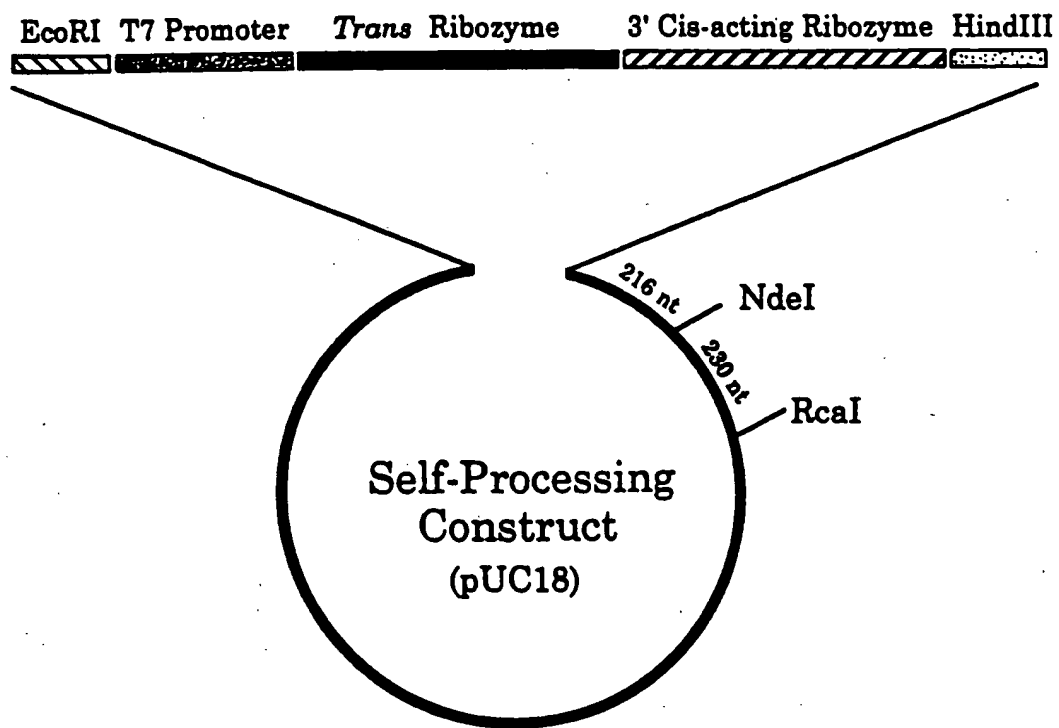 EcoRI T7 Promoter Trans Ribozyme 3' Cis-acting Ribozyme HindIII
216 nt
NdeI
230 nt
RcaI
Self-Processing
Construct
(pUC18)